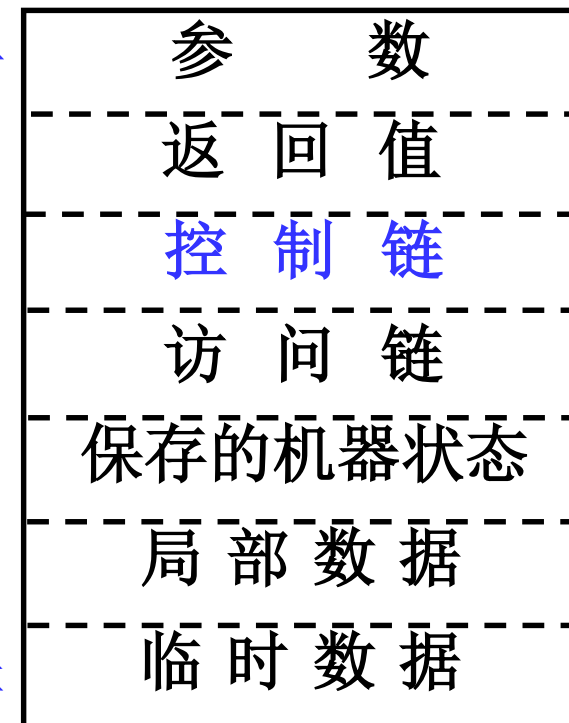 参 数
返 回 值
控 制 链
访 问 链
保存的机器状态
局 部 数 据
临 时 数 据